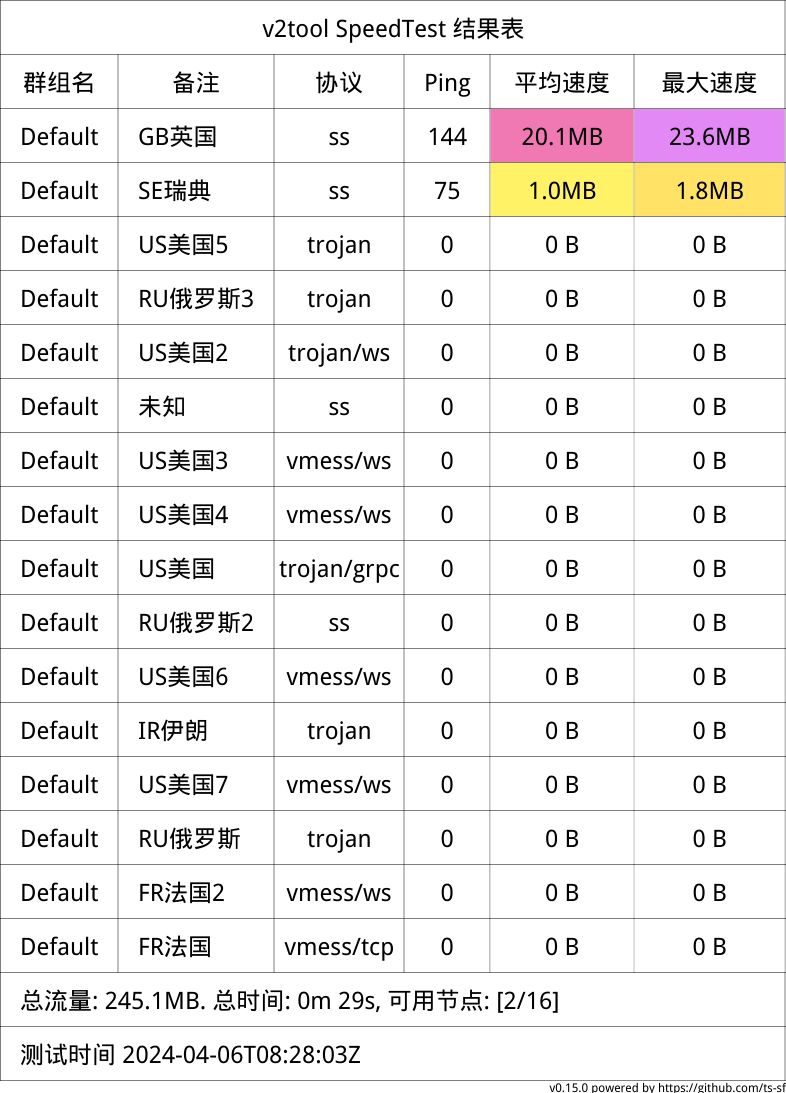 v2tool SpeedTest 结果表
群组名 备注 协议 Ping 平均速度 最大速度
Default GB英国 ss 144 20.1MB 23.6MB
Default SE瑞典 ss 75 1.0MB 1.8MB
Default US美国5 trojan 0 0 B 0 B
Default RU俄罗斯3 trojan 0 0 B 0 B
Default US美国2 trojan/ws 0 0 B 0 B
Default 未知 ss 0 0 B 0 B
Default US美国3 vmess/ws 0 0 B 0 B
Default US美国4 vmess/ws 0 0 B 0 B
Default US美国 trojan/grpc 0 0 B 0 B
Default RU俄罗斯2 ss 0 0 B 0 B
Default US美国6 vmess/ws 0 0 B 0 B
Default IR伊朗 trojan 0 0 B 0 B
Default US美国7 vmess/ws 0 0 B 0 B
Default RU俄罗斯 trojan 0 0 B 0 B
Default FR法国2 vmess/ws 0 0 B 0 B
Default FR法国 vmess/tcp 0 0 B 0 B
总流量: 245.1MB. 总时间: 0m 29s, 可用节点: [2/16]
测试时间 2024-04-06T08:28:03Z
v0.15.0 powered by https://github.com/ts-sf